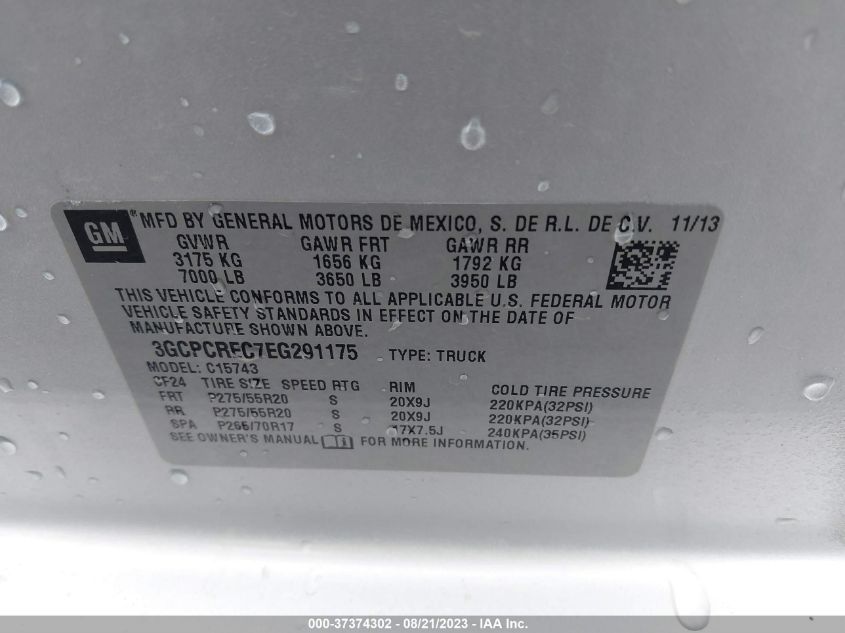 GM ® MFD BY GENERAL MOTORS DE MEXICO, S. DE R.L. DE C.V. 11/13
GVWR GAWR FRT GAWR RR
3175 KG 1656 KG 1792 KG
7000 LB 3650 LB 3950 LB
THIS VEHICLE CONFORMS TO ALL APPLICABLE U.S. FEDERAL MOTOR
VEHICLE SAFETY STANDARDS IN EFFECT ON THE DATE OF
MANUFACTURE SHOWN ABOVE.
3GCPCREC7EG291175 TYPE: TRUCK
MODEL: C15743
CF24 TIRE SIZE SPEED RTG RIM COLD TIRE PRESSURE
FRT P275/55R20 S 20X9J 220KPA(32PSI)
RR P275/55R20 S 20X9J 220KPA(32PSI)
SPA P265/70R17 S 17X7.5J 240KPA(35PSI)
SEE OWNER'S MANUAL FOR MORE INFORMATION.
000-37374302 - 08/21/2023 - IAA Inc.